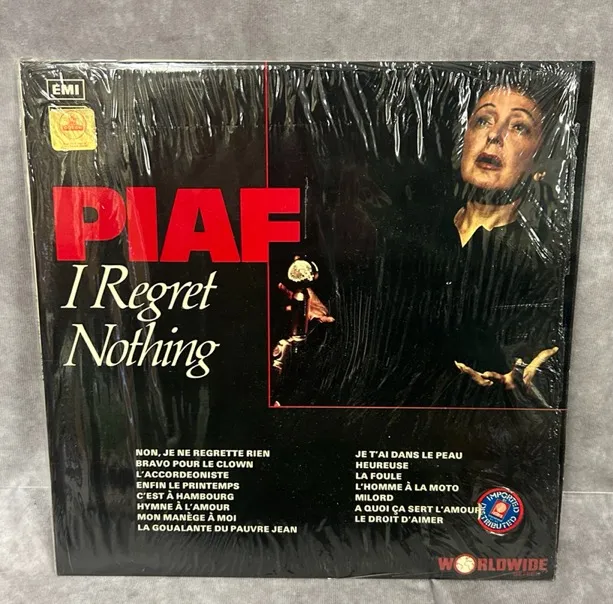 EMI
PIAF
I Regret
Nothing
NON, JE NE REGRETTE RIEN
BRAVO POUR LE CLOWN
L'ACCORDEONISTE
ENFIN LE PRINTEMPS
C'EST À HAMBOURG
HYMNE À L'AMOUR
MON MANÈGE À MOI
LA GOUALANTE DU PAUVRE JEAN
JE T'AI DANS LE PEAU
HEUREUSE
LA FOULE
L'HOMME À LA MOTO
MILORD
A QUOI ÇA SERT L'AMOUR
LE DROIT D'AIMER
IMPORTED
DISTRIBUTED
WORLDWIDE